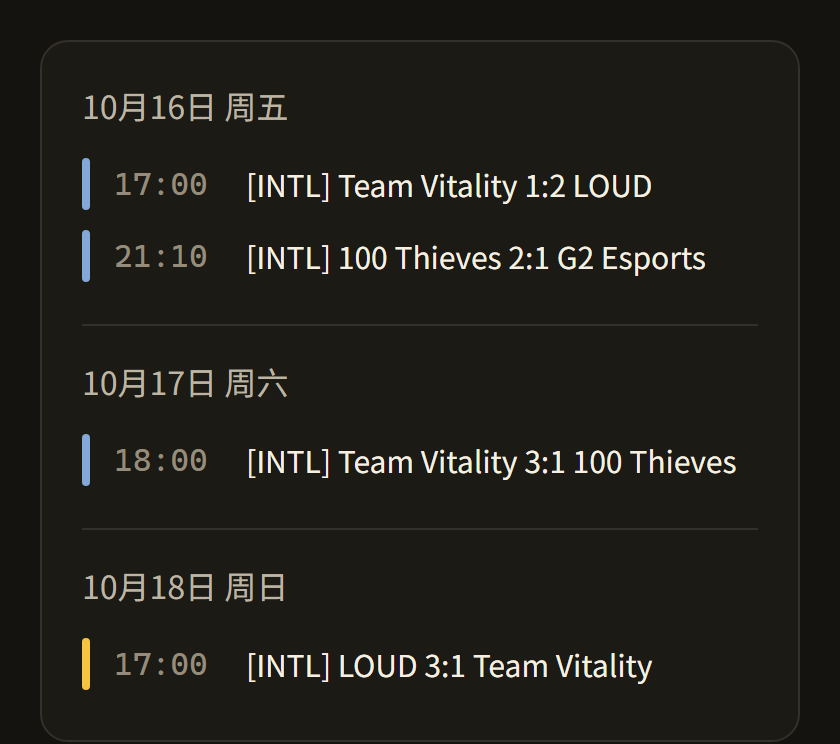 10月16日 周五
17:00 [INTL] Team Vitality 1:2 LOUD
21:10 [INTL] 100 Thieves 2:1 G2 Esports
10月17日 周六
18:00 [INTL] Team Vitality 3:1 100 Thieves
10月18日 周日
17:00 [INTL] LOUD 3:1 Team Vitality